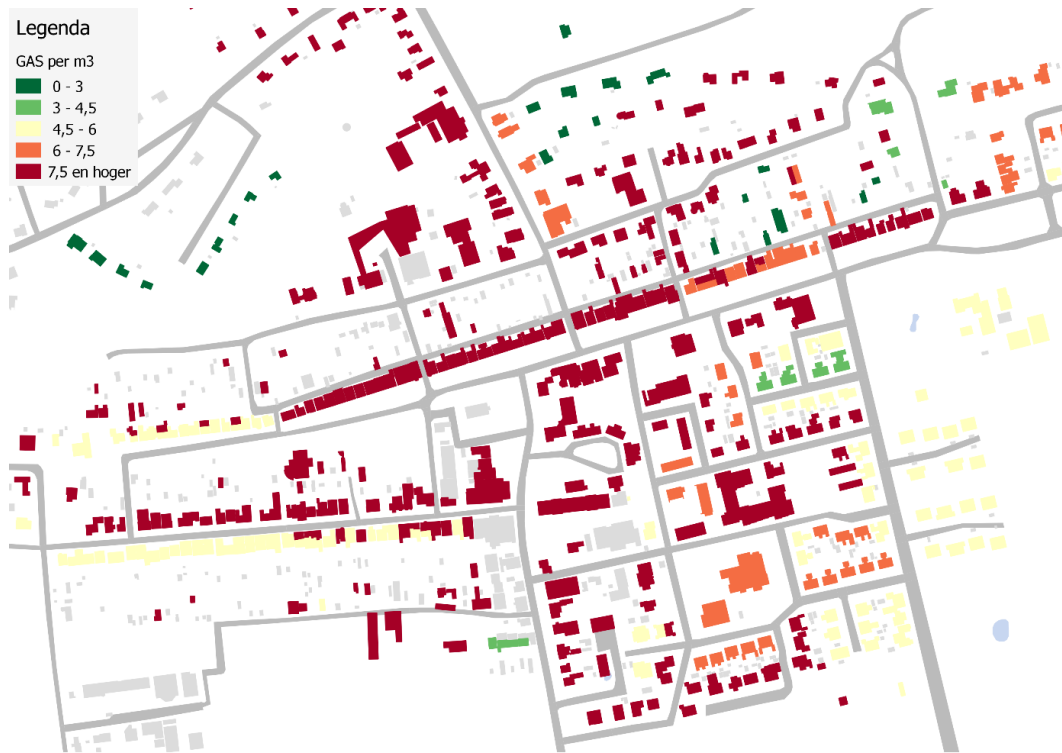 Legenda
GAS per m3
0 - 3
3 - 4,5
4,5 - 6
6 - 7,5
7,5 en hoger